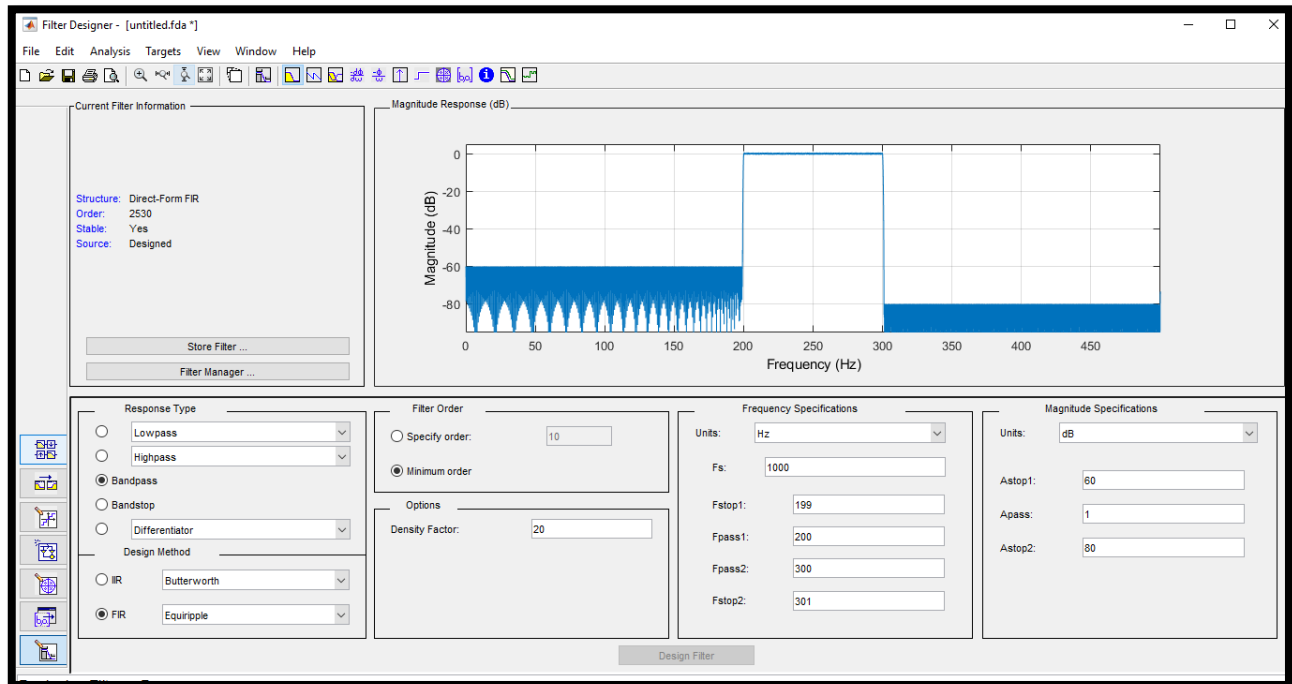 Filter Designer - [untitled.fda *]
File Edit Analysis Targets View Window Help
Current Filter Information
Structure: Direct-Form FIR
Order: 2530
Stable: Yes
Source: Designed
Store Filter ...
Filter Manager ...
Magnitude Response (dB)
0
-20
-40
-60
-80
Magnitude (dB)
0 50 100 150 200 250 300 350 400 450
Frequency (Hz)
Response Type
Lowpass
Highpass
Bandpass
Bandstop
Differentiator
Design Method
IIR Butterworth
FIR Equiripple
Filter Order
Specify order: 10
Minimum order
Options
Density Factor: 20
Frequency Specifications
Units: Hz
Fs: 1000
Fstop1: 199
Fpass1: 200
Fpass2: 300
Fstop2: 301
Magnitude Specifications
Units: dB
Astop1: 60
Apass: 1
Astop2: 80
Design Filter